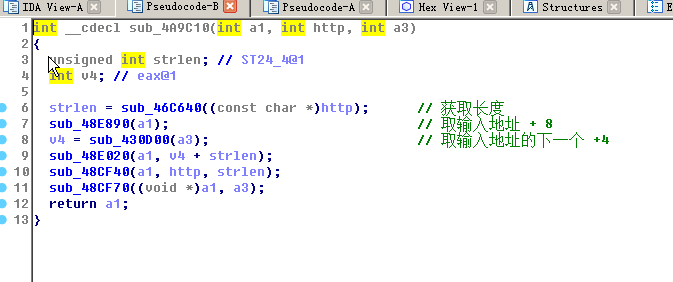 IDA View-A Pseudocode-B Pseudocode-A Hex View-1 Structures
1 int __cdecl sub_4A9C10(int a1, int http, int a3)
2 {
3 unsigned int strlen; // ST24_4@1
4 int v4; // eax@1
5
6 strlen = sub_46C640((const char *)http); // 获取长度
7 sub_48E890(a1); // 取输入地址 + 8
8 v4 = sub_430D00(a3); // 取输入地址的下一个 +4
9 sub_48E020(a1, v4 + strlen);
10 sub_48CF40(a1, http, strlen);
11 sub_48CF70((void *)a1, a3);
12 return a1;
13 }